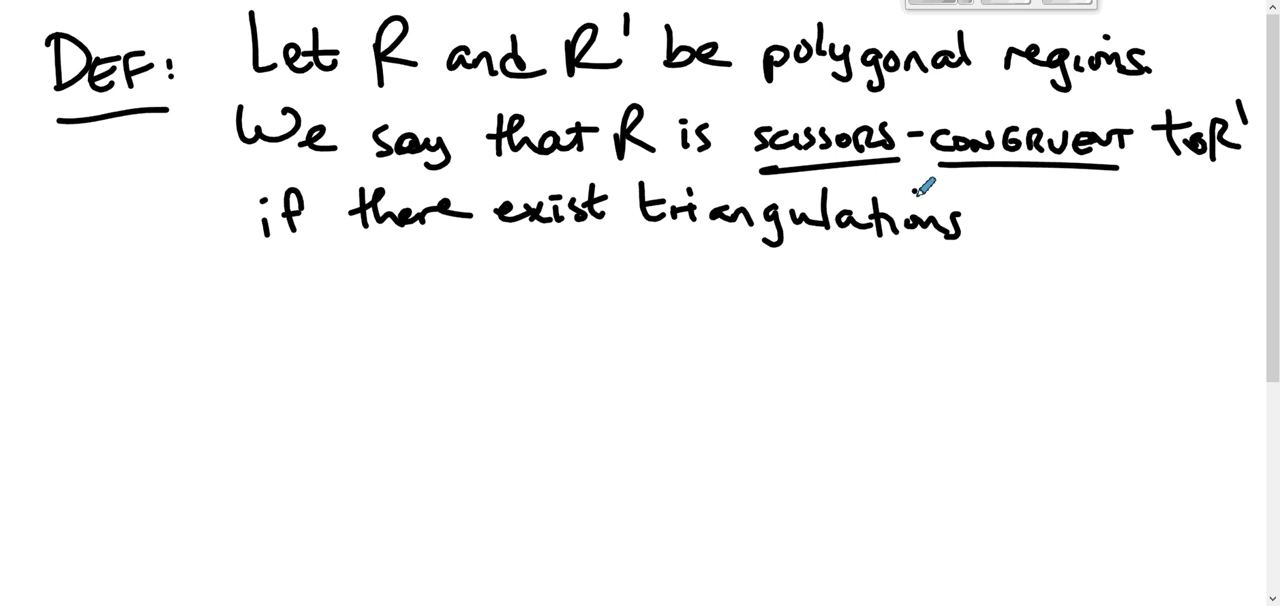 DEF: Let R and R' be polygonal regions.
We say that R is SCISSORS-CONGRUENT to R'
if there exist triangulations